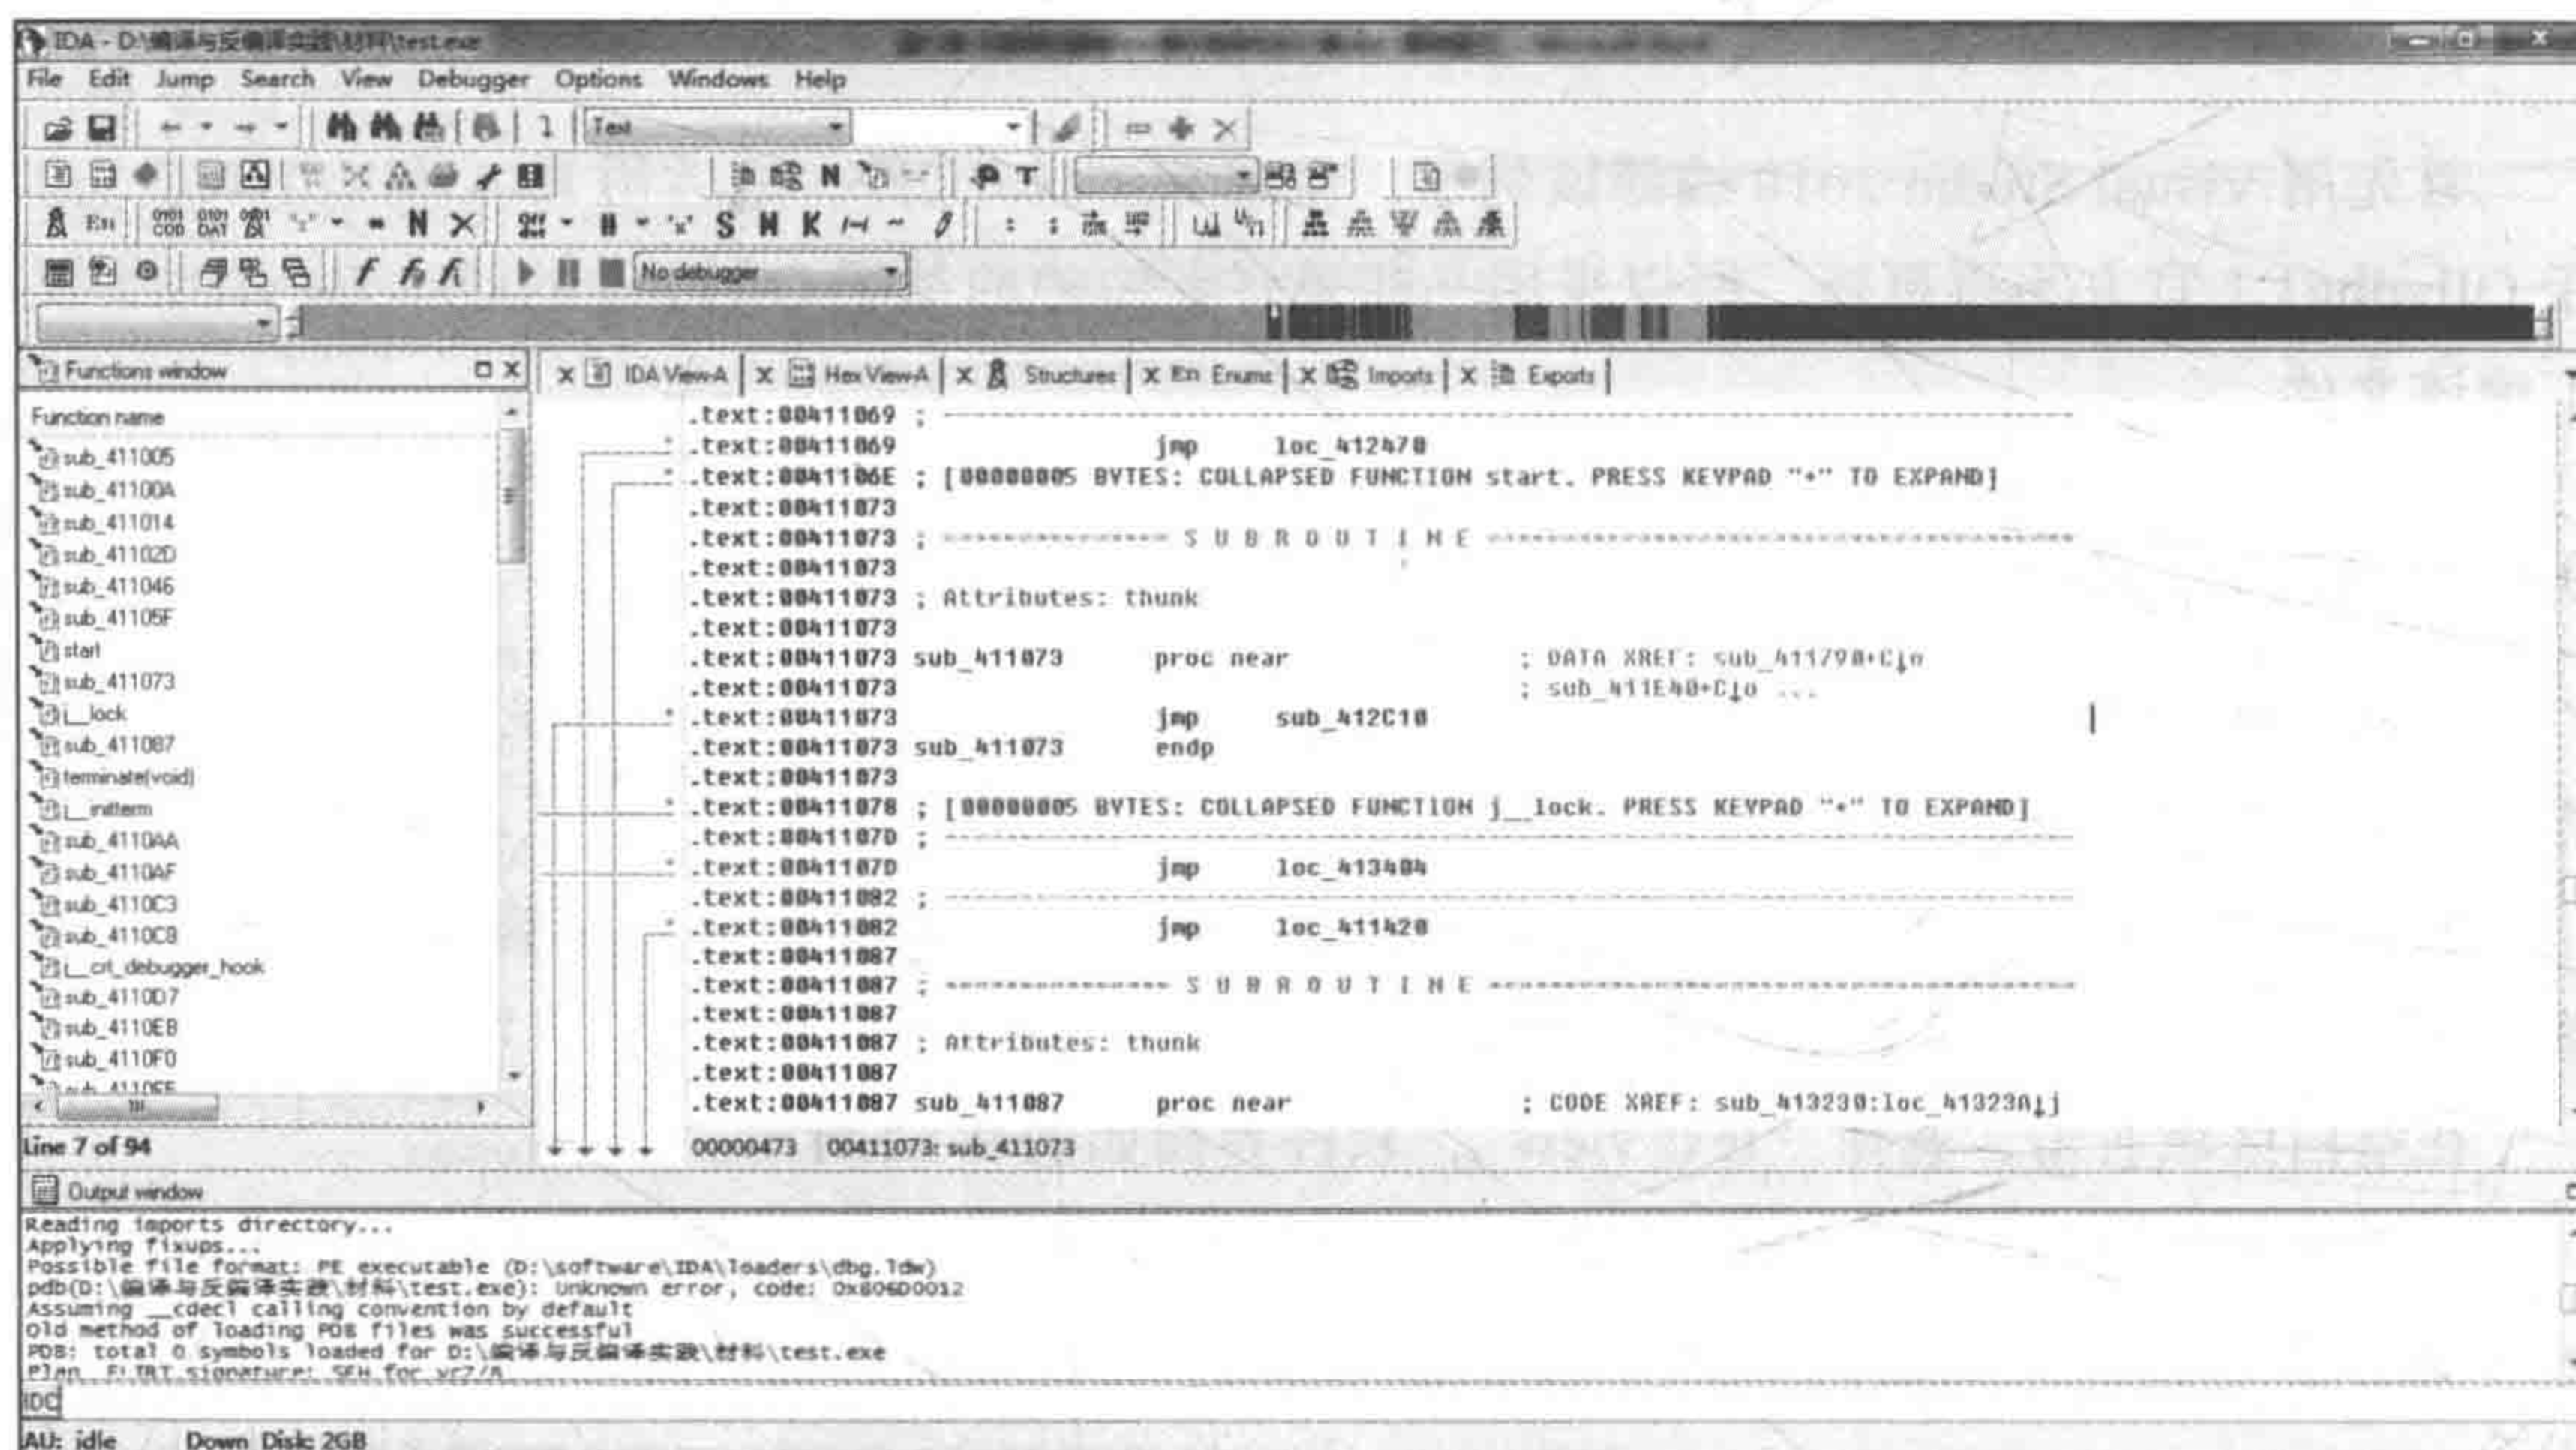 IDA - D:\编译与反编译实践\材料\test.exe
File Edit Jump Search View Debugger Options Windows Help
Text
No debugger
Functions window
IDA View-A
Hex View-A
Structures
En Enums
Imports
Exports
Function name
sub_411005
sub_41100A
sub_411014
sub_41102D
sub_411046
sub_41105F
start
sub_411073
j__lock
sub_411087
terminate(void)
j__initterm
sub_4110AA
sub_4110AF
sub_4110C3
sub_4110C8
j__crt_debugger_hook
sub_4110D7
sub_4110EB
sub_4110F0
Line 7 of 94
.text:00411069 ;
.text:00411069 jmp loc_412470
.text:0041106E ; [00000005 BYTES: COLLAPSED FUNCTION start. PRESS KEYPAD "+" TO EXPAND]
.text:00411073
.text:00411073 ; S U B R O U T I N E
.text:00411073
.text:00411073 ; Attributes: thunk
.text:00411073
.text:00411073 sub_411073 proc near ; DATA XREF: sub_411790+C↓o
.text:00411073 ; sub_411E40+C↓o ...
.text:00411073 jmp sub_412C10
.text:00411073 sub_411073 endp
.text:00411073
.text:00411078 ; [00000005 BYTES: COLLAPSED FUNCTION j__lock. PRESS KEYPAD "+" TO EXPAND]
.text:0041107D ;
.text:0041107D jmp loc_413404
.text:00411082 ;
.text:00411082 jmp loc_411420
.text:00411087
.text:00411087 ; S U B R O U T I N E
.text:00411087
.text:00411087 ; Attributes: thunk
.text:00411087
.text:00411087 sub_411087 proc near ; CODE XREF: sub_413230:loc_41323A↓j
00000473 00411073: sub_411073
Output window
Reading imports directory...
Applying fixups...
Possible file format: PE executable (D:\software\IDA\loaders\dbg.ldw)
pdb(D:\编译与反编译实践\材料\test.exe): Unknown error, code: 0x806D0012
Assuming __cdecl calling convention by default
Old method of loading PDB files was successful
PDB: total 0 symbols loaded for D:\编译与反编译实践\材料\test.exe
Plan FLIRT signature: SEH for vc7/8
IDC
AU: idle Down Disk: 2GB